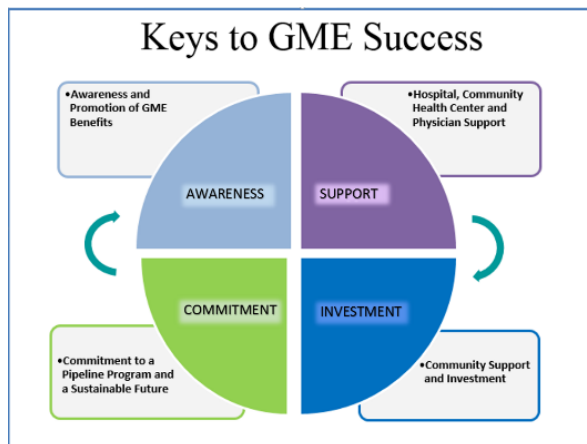 Keys to GME Success
•Awareness and
Promotion of GME
Benefits
•Hospital, Community
Health Center and
Physician Support
AWARENESS
SUPPORT
COMMITMENT
INVESTMENT
•Commitment to a
Pipeline Program and
a Sustainable Future
•Community Support
and Investment